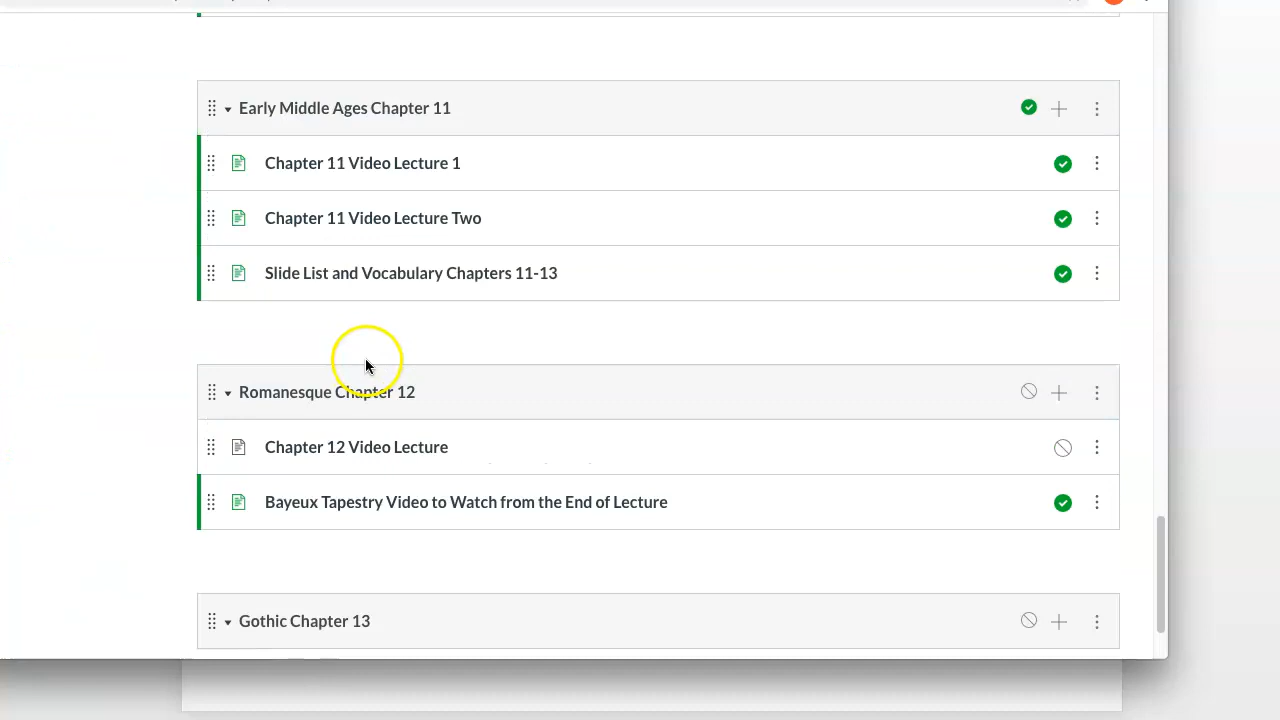 Early Middle Ages Chapter 11
Chapter 11 Video Lecture 1
Chapter 11 Video Lecture Two
Slide List and Vocabulary Chapters 11-13
Romanesque Chapter 12
Chapter 12 Video Lecture
Bayeux Tapestry Video to Watch from the End of Lecture
Gothic Chapter 13